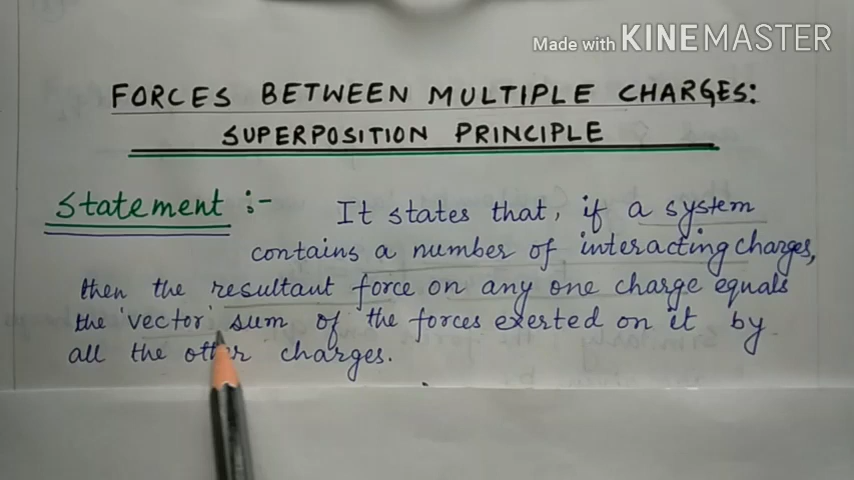 Made with KINEMASTER
FORCES BETWEEN MULTIPLE CHARGES:
SUPERPOSITION PRINCIPLE
Statement :- It states that, if a system
contains a number of interacting charges,
then the resultant force on any one charge equals
the 'vector' sum of the forces exerted on it by
all the other charges.